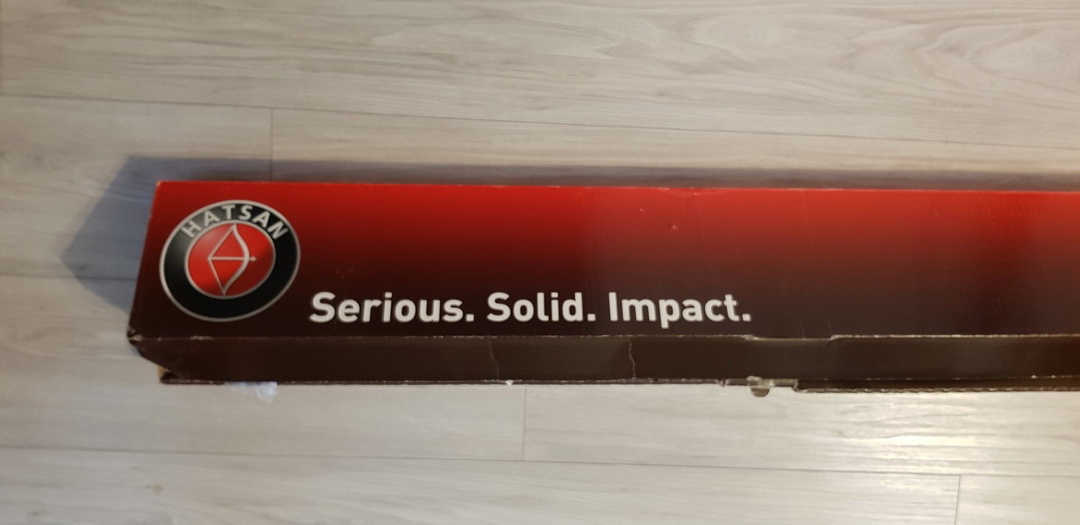 HATSAN
Serious. Solid. Impact.